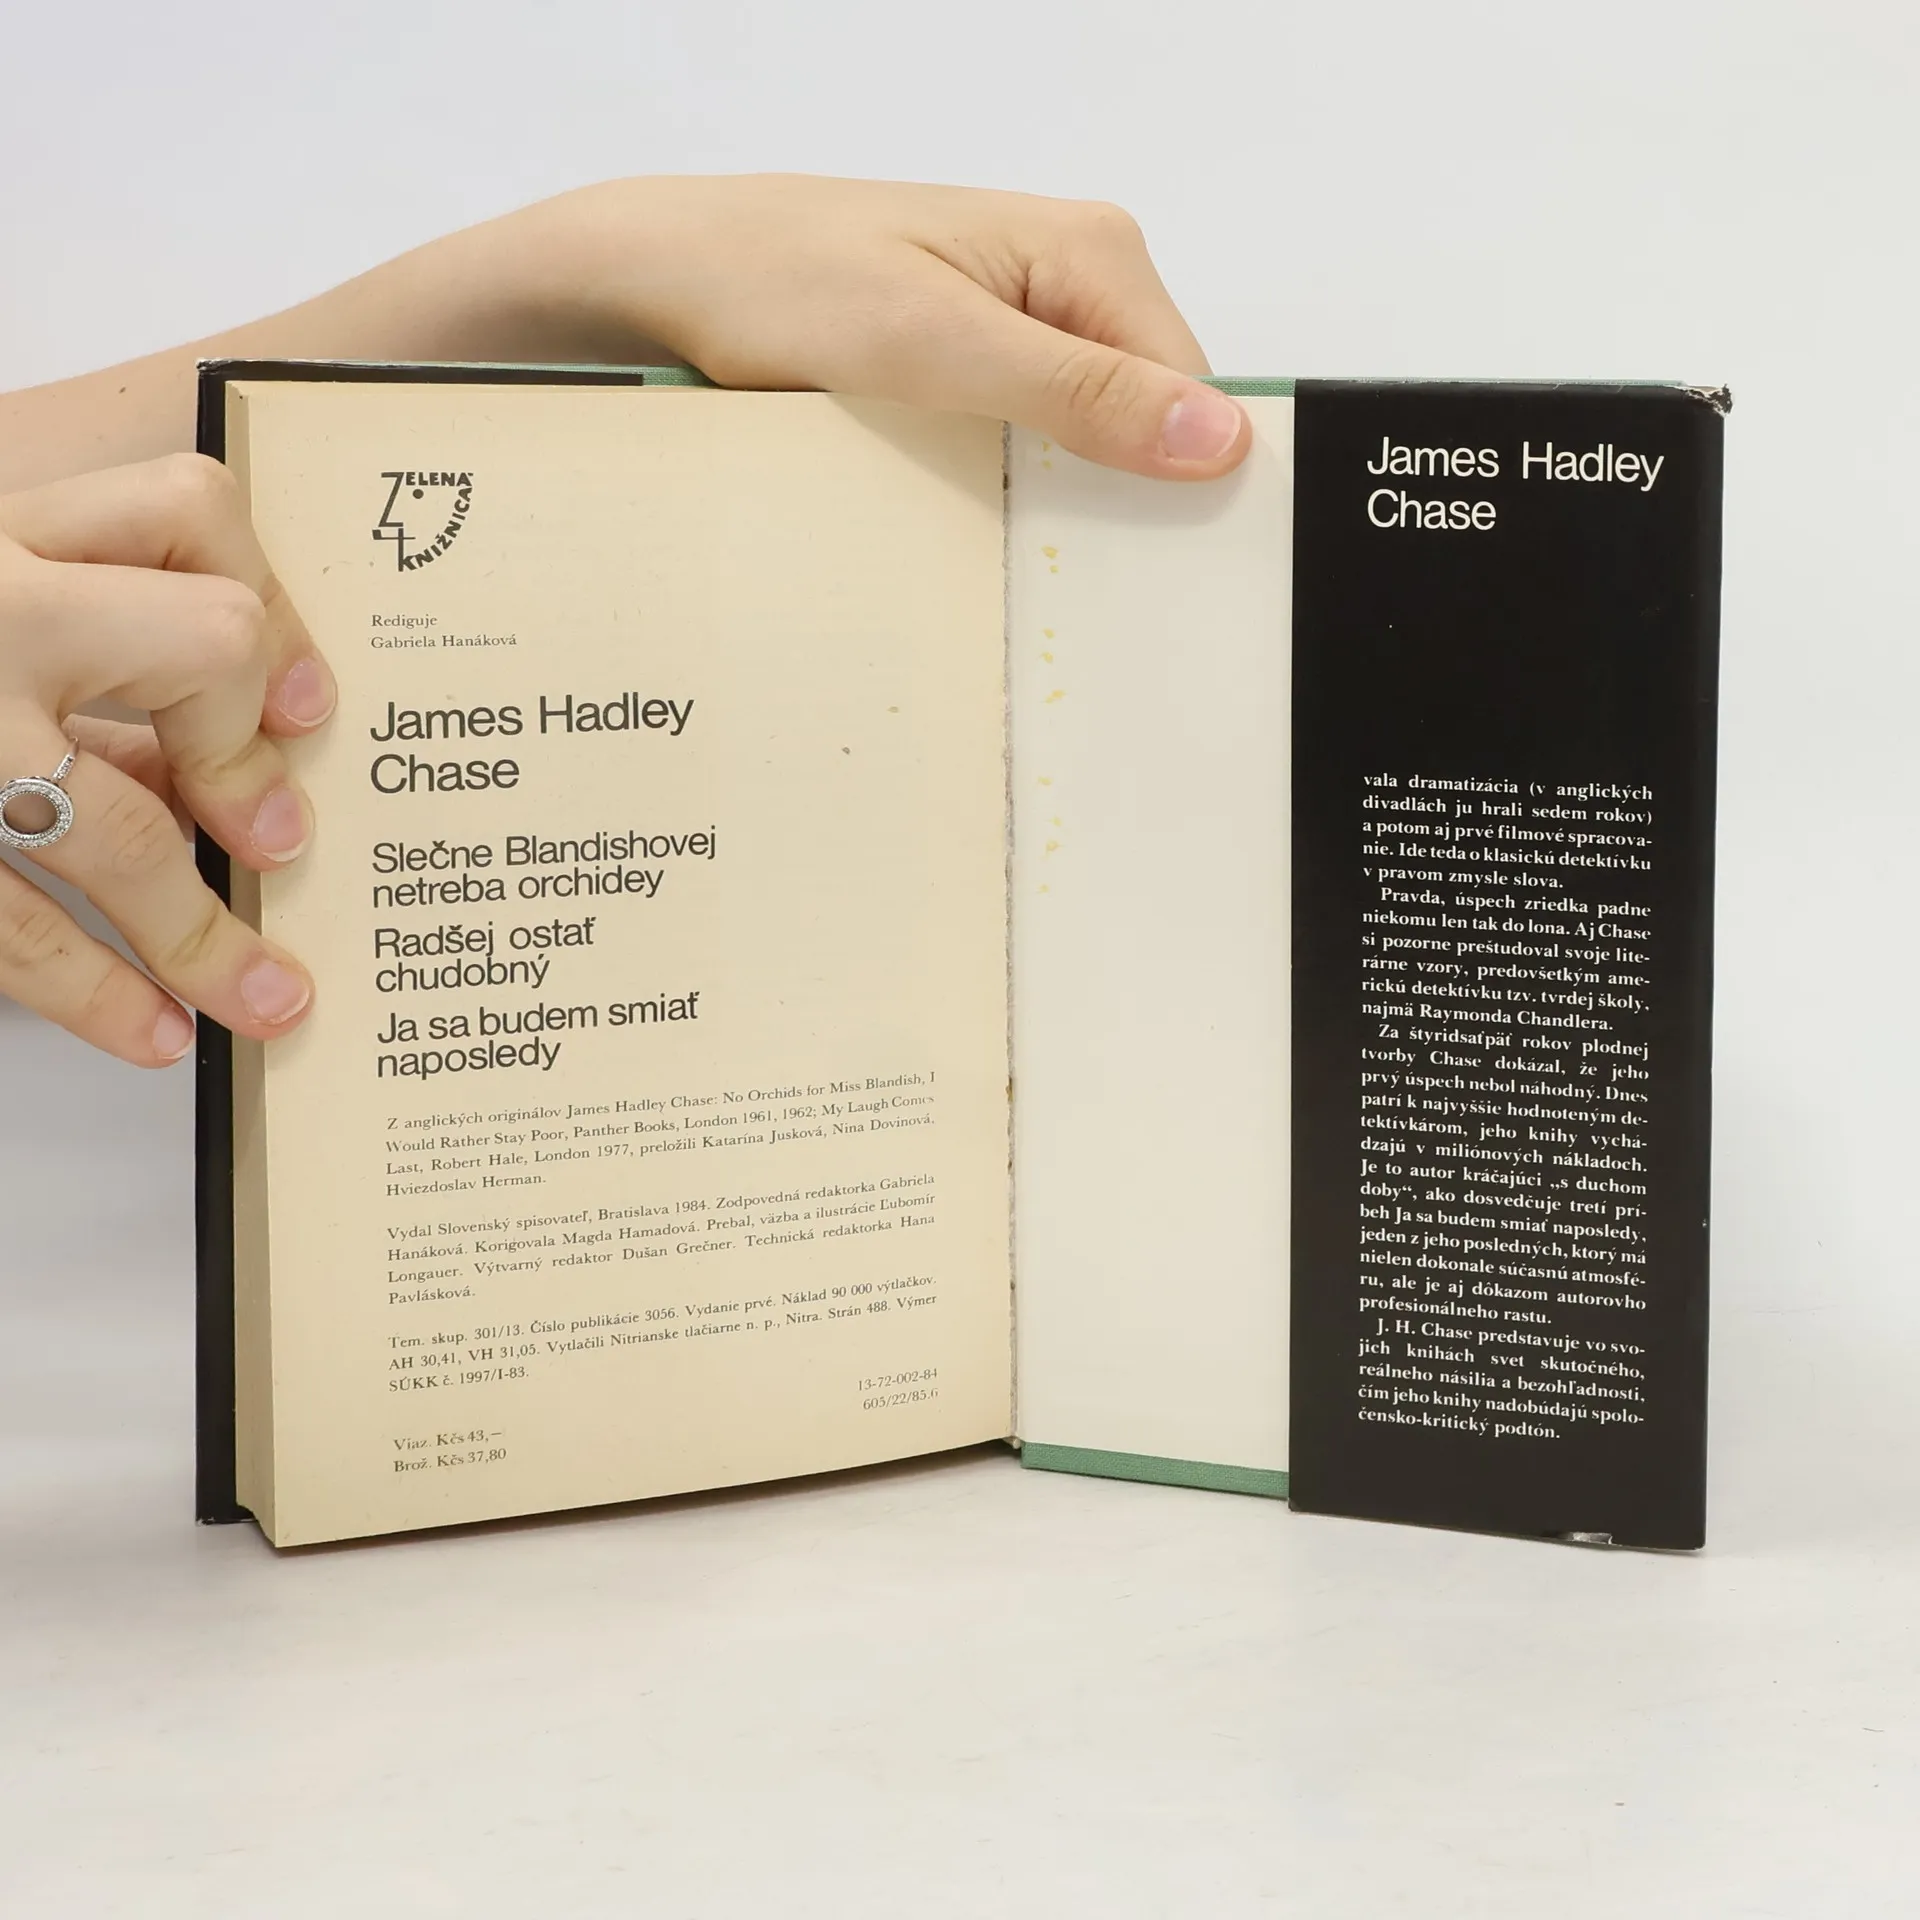 ZELENÁ
KNIŽNICA
Rediguje
Gabriela Hanáková
James Hadley
Chase
Slečne Blandishovej
netreba orchidey
Radšej ostať
chudobný
Ja sa budem smiať
naposledy
Z anglických originálov James Hadley Chase: No Orchids for Miss Blandish, I
Would Rather Stay Poor, Panther Books, London 1961, 1962; My Laugh Comes
Last, Robert Hale, London 1977, preložili Katarína Jusková, Nina Dovinová,
Hviezdoslav Herman.
Vydal Slovenský spisovateľ, Bratislava 1984. Zodpovedná redaktorka Gabriela
Hanáková. Korigovala Magda Hamadová. Prebal, väzba a ilustrácie Ľubomír
Longauer. Výtvarný redaktor Dušan Grečner. Technická redaktorka Hana
Pavlásková.
Tem. skup. 301/13. Číslo publikácie 3056. Vydanie prvé. Náklad 90 000 výtlačkov.
AH 30,41, VH 31,05. Vytlačili Nitrianske tlačiarne n. p., Nitra. Strán 488. Výmer
SÚKK č. 1997/I-83.
13-72-002-84
605/22/85.6
Viaz. Kčs 43,—
Brož. Kčs 37,80
James Hadley
Chase
vala dramatizácia (v anglických
divadlách ju hrali sedem rokov)
a potom aj prvé filmové spracova-
nie. Ide teda o klasickú detektívku
v pravom zmysle slova.
Pravda, úspech zriedka padne
niekomu len tak do lona. Aj Chase
si pozorne preštudoval svoje lite-
rárne vzory, predovšetkým ame-
rickú detektívku tzv. tvrdej školy,
najmä Raymonda Chandlera.
Za štyridsaťpäť rokov plodnej
tvorby Chase dokázal, že jeho
prvý úspech nebol náhodný. Dnes
patrí k najvyššie hodnoteným de-
tektívkárom, jeho knihy vychá-
dzajú v miliónových nákladoch.
Je to autor kráčajúci „s duchom
doby“, ako dosvedčuje tretí prí-
beh Ja sa budem smiať naposledy,
jeden z jeho posledných, ktorý má
nielen dokonale súčasnú atmosfé-
ru, ale je aj dôkazom autorovho
profesionálneho rastu.
J. H. Chase predstavuje vo svo-
jich knihách svet skutočného,
reálneho násilia a bezohľadnosti,
čím jeho knihy nadobúdajú spolo-
čensko-kritický podtón.